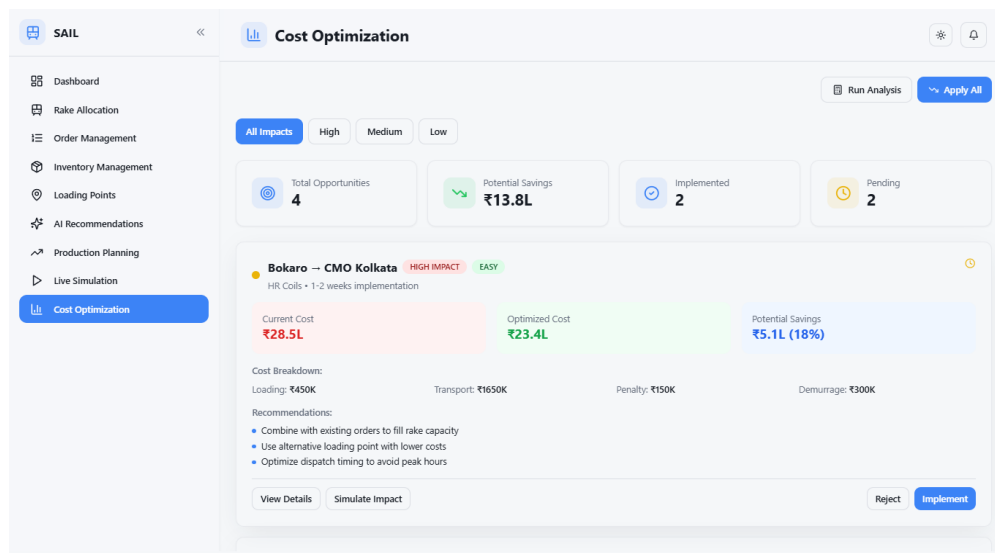 SAIL
«
Cost Optimization
Dashboard
Rake Allocation
Order Management
Inventory Management
Loading Points
AI Recommendations
Production Planning
Live Simulation
Cost Optimization
Run Analysis
Apply All
All Impacts High Medium Low
Total Opportunities
4
Potential Savings
₹13.8L
Implemented
2
Pending
2
Bokaro → CMO Kolkata HIGH IMPACT EASY
HR Coils • 1-2 weeks implementation
Current Cost
₹28.5L
Optimized Cost
₹23.4L
Potential Savings
₹5.1L (18%)
Cost Breakdown:
Loading: ₹450K Transport: ₹1650K Penalty: ₹150K Demurrage: ₹300K
Recommendations:
• Combine with existing orders to fill rake capacity
• Use alternative loading point with lower costs
• Optimize dispatch timing to avoid peak hours
View Details Simulate Impact Reject Implement